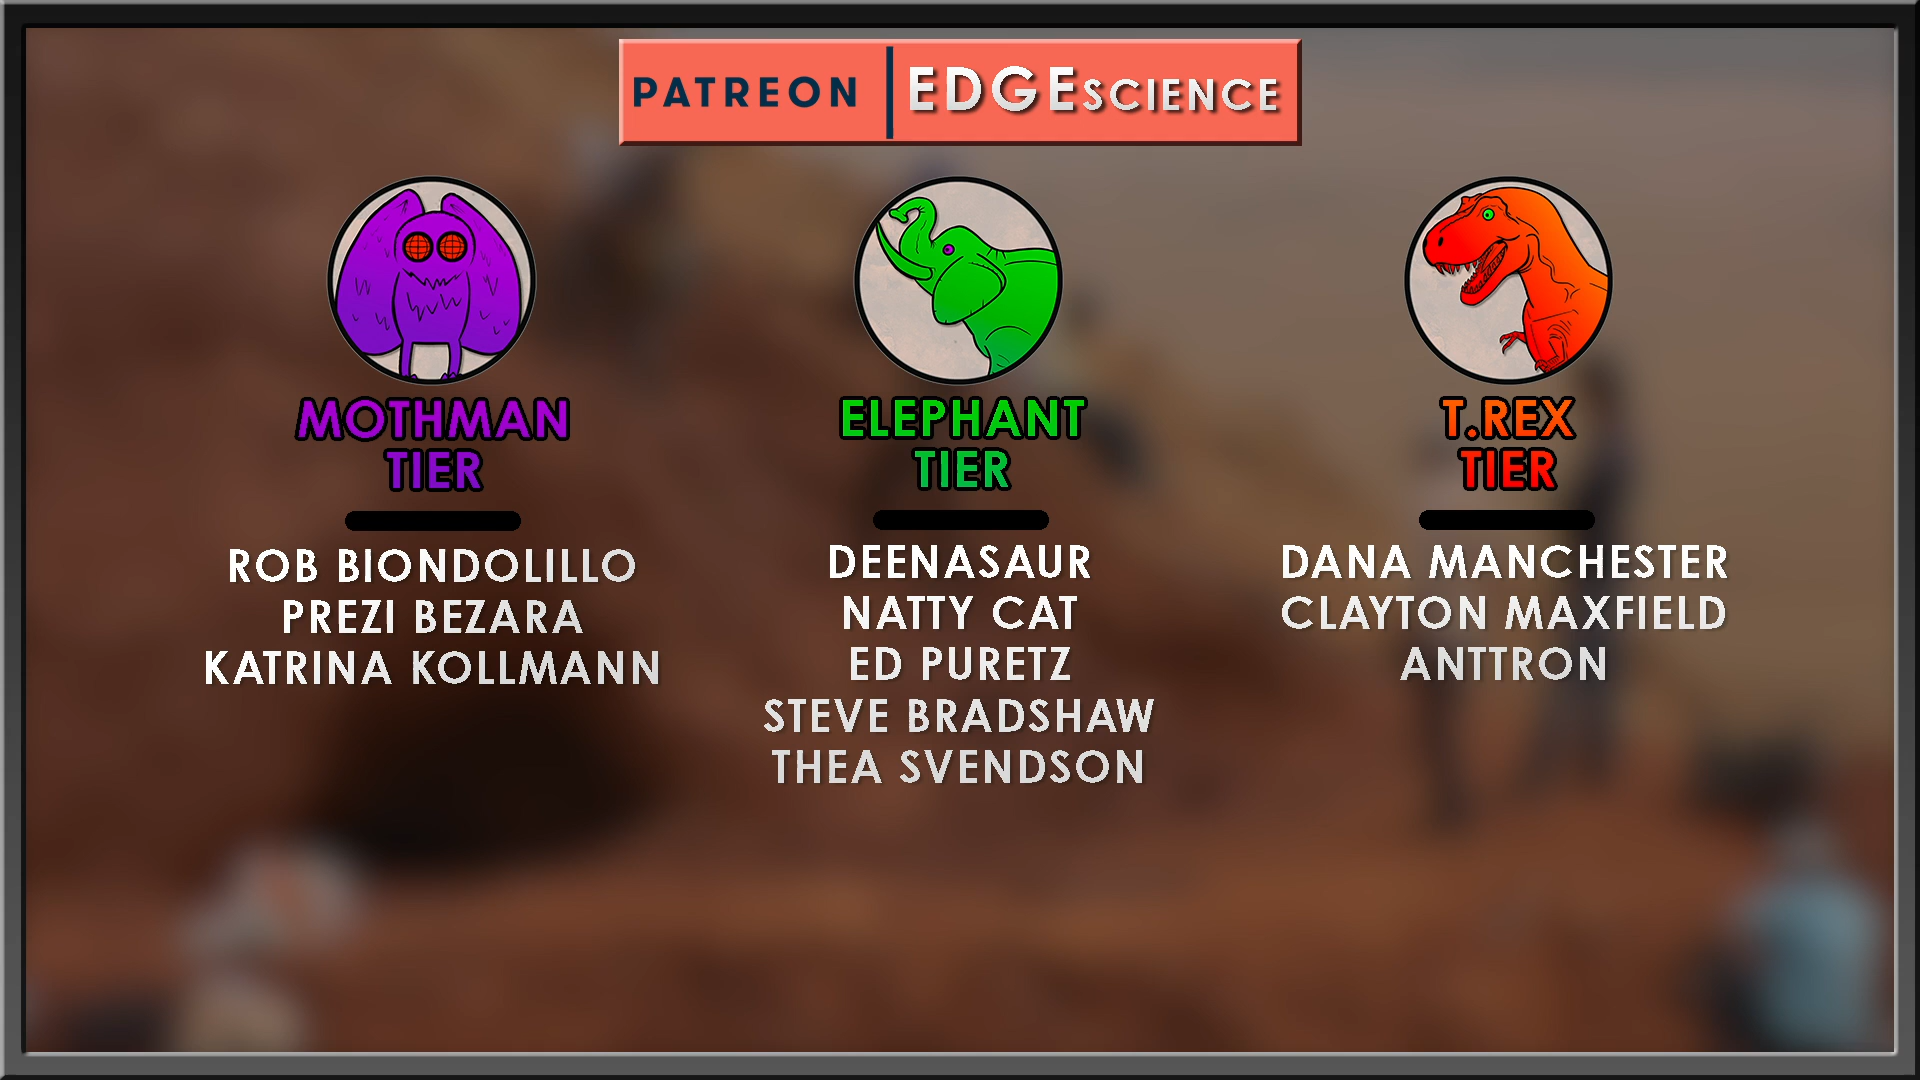 PATREON | EDGESCIENCE
MOTHMAN
TIER
ROB BIONDOLILLO
PREZI BEZARA
KATRINA KOLLMANN
ELEPHANT
TIER
DEENASAUR
NATTY CAT
ED PURETZ
STEVE BRADSHAW
THEA SVENDSON
T.REX
TIER
DANA MANCHESTER
CLAYTON MAXFIELD
ANTTRON